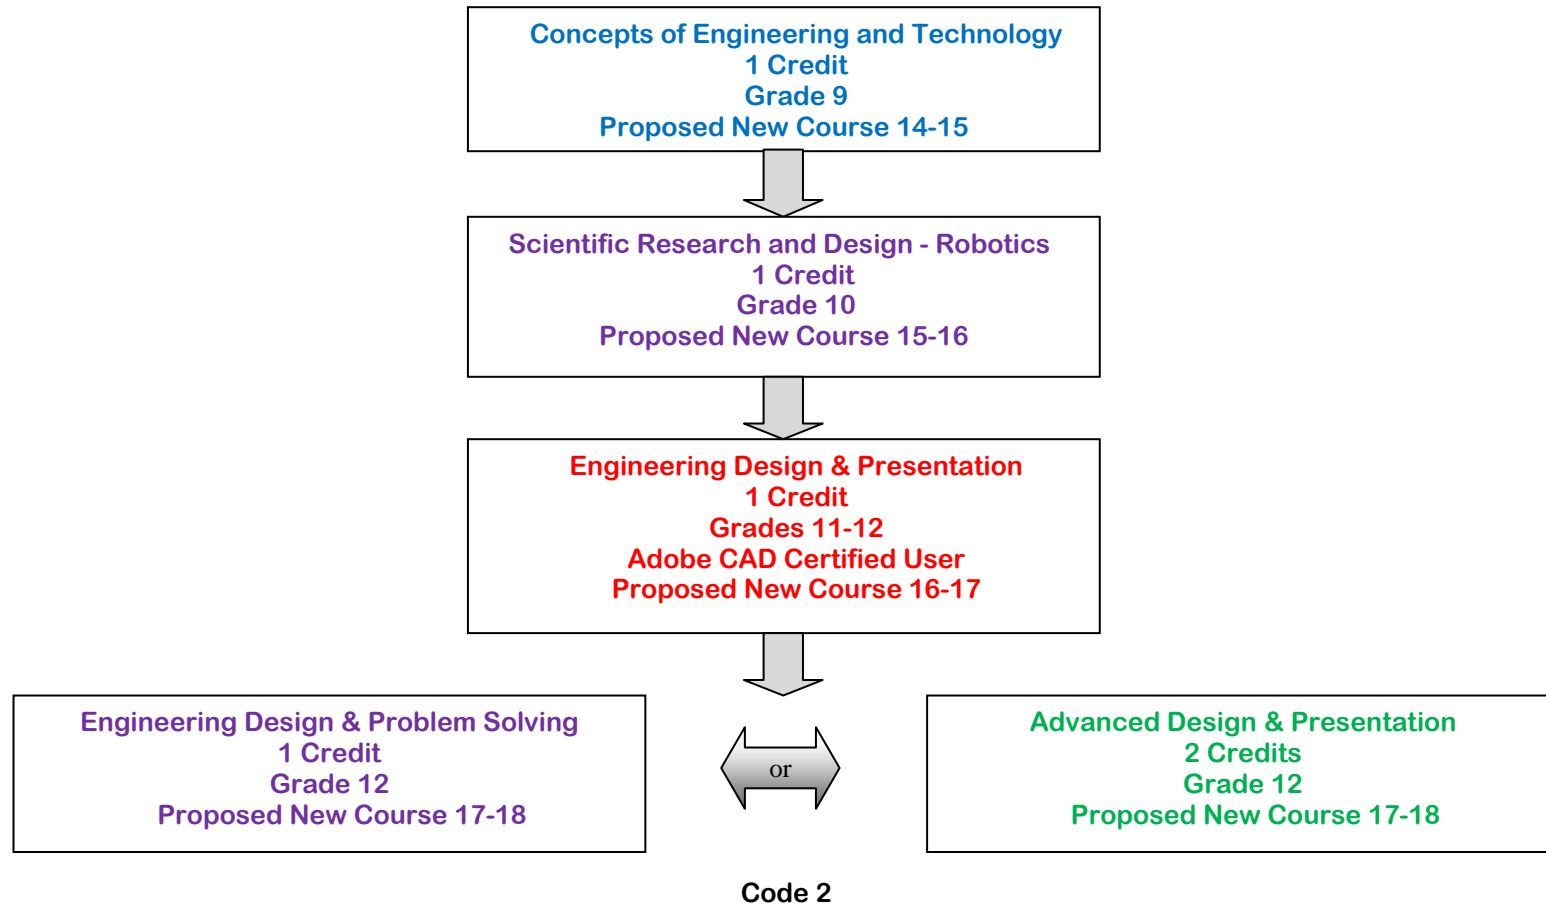 Concepts of Engineering and Technology
1 Credit
Grade 9
Proposed New Course 14-15
Scientific Research and Design - Robotics
1 Credit
Grade 10
Proposed New Course 15-16
Engineering Design & Presentation
1 Credit
Grades 11-12
Adobe CAD Certified User
Proposed New Course 16-17
Engineering Design & Problem Solving
1 Credit
Grade 12
Proposed New Course 17-18
or
Advanced Design & Presentation
2 Credits
Grade 12
Proposed New Course 17-18
Code 2